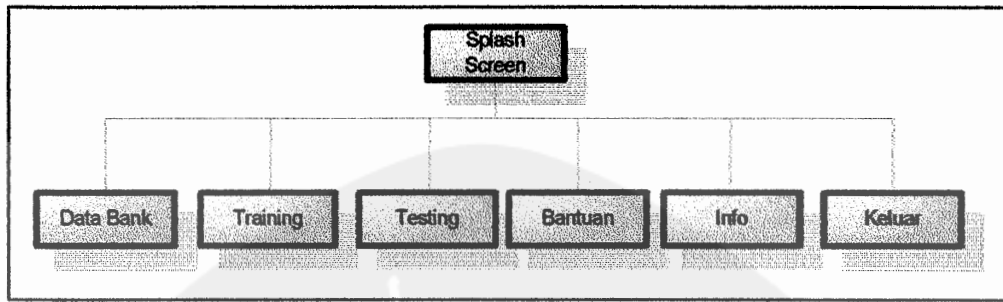 Splash
Screen
Data Bank
Training
Testing
Bantuan
Info
Keluar